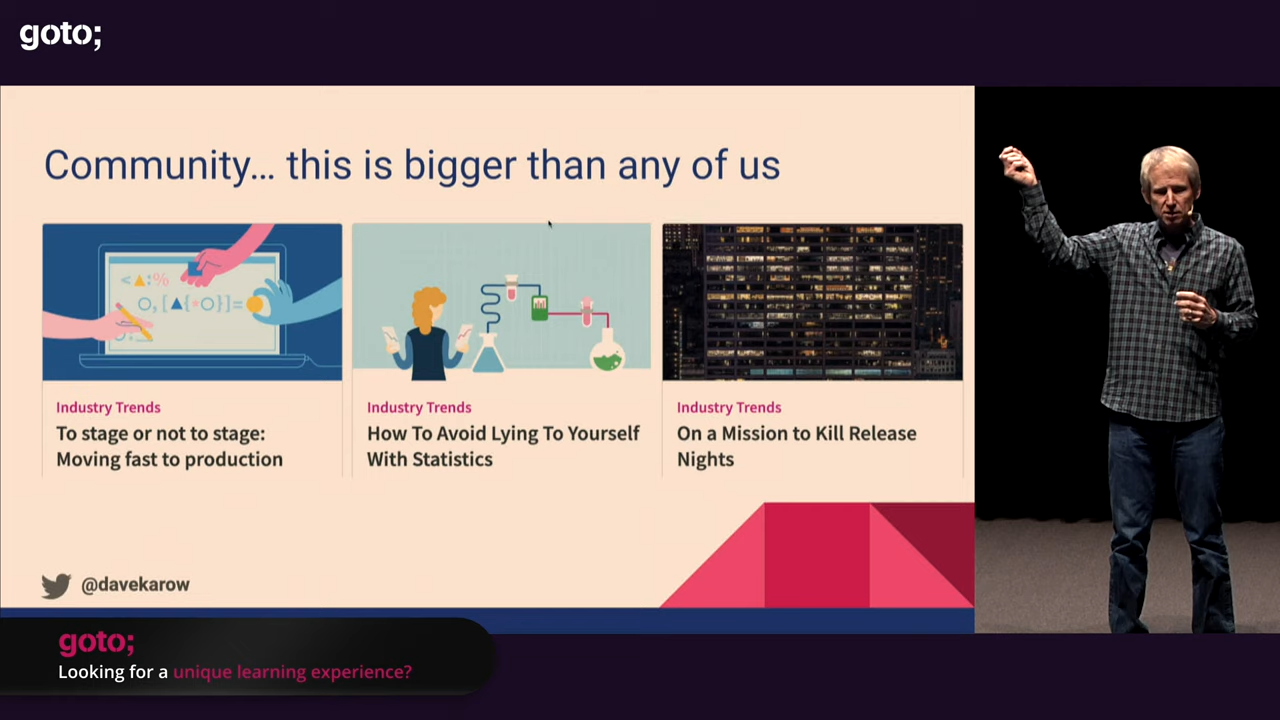 goto;
Community... this is bigger than any of us
<▲:%
O,[▲{*O}]=
Industry Trends
To stage or not to stage:
Moving fast to production
Industry Trends
How To Avoid Lying To Yourself
With Statistics
Industry Trends
On a Mission to Kill Release
Nights
@davekarow
goto;
Looking for a unique learning experience?